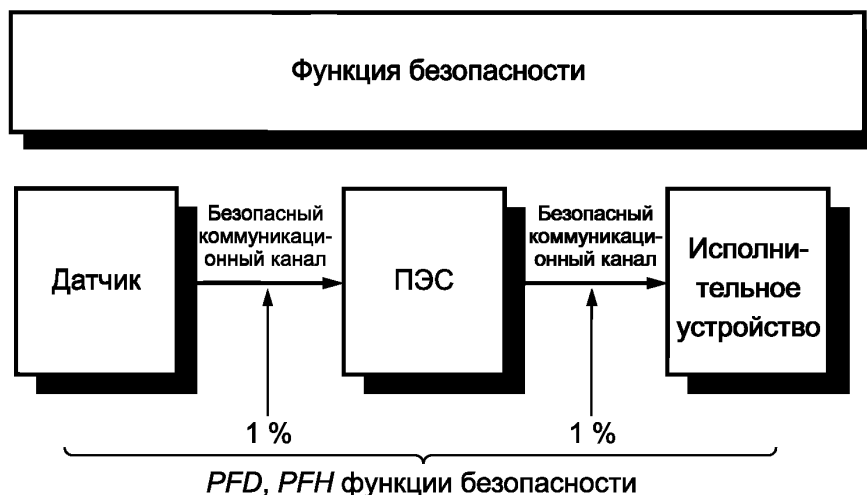 Функция безопасности
Датчик
Безопасный
коммуникаци-
онный канал
ПЭС
Безопасный
коммуникаци-
онный канал
Исполни-
тельное
устройство
1 %
1 %
PFD, PFH функции безопасности